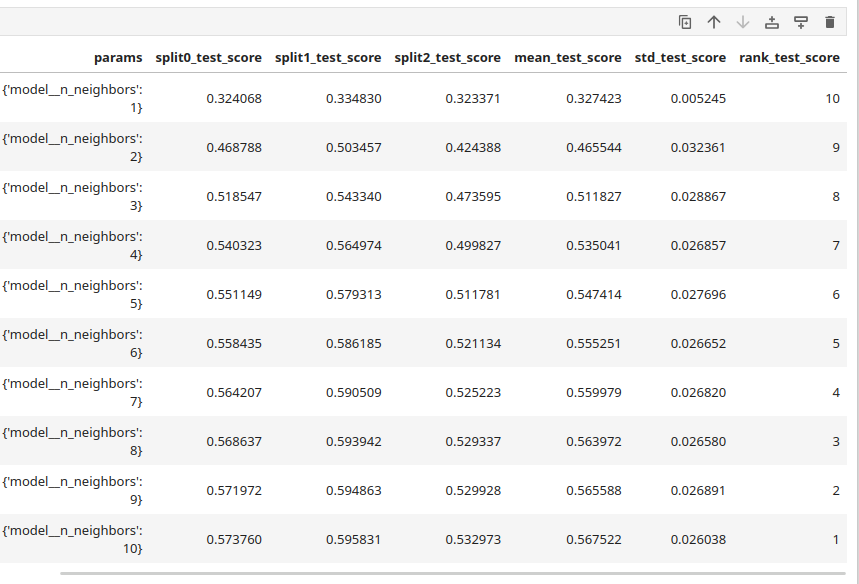 params split0_test_score split1_test_score split2_test_score mean_test_score std_test_score rank_test_score
{'model__n_neighbors':
1} 0.324068 0.334830 0.323371 0.327423 0.005245 10
{'model__n_neighbors':
2} 0.468788 0.503457 0.424388 0.465544 0.032361 9
{'model__n_neighbors':
3} 0.518547 0.543340 0.473595 0.511827 0.028867 8
{'model__n_neighbors':
4} 0.540323 0.564974 0.499827 0.535041 0.026857 7
{'model__n_neighbors':
5} 0.551149 0.579313 0.511781 0.547414 0.027696 6
{'model__n_neighbors':
6} 0.558435 0.586185 0.521134 0.555251 0.026652 5
{'model__n_neighbors':
7} 0.564207 0.590509 0.525223 0.559979 0.026820 4
{'model__n_neighbors':
8} 0.568637 0.593942 0.529337 0.563972 0.026580 3
{'model__n_neighbors':
9} 0.571972 0.594863 0.529928 0.565588 0.026891 2
{'model__n_neighbors':
10} 0.573760 0.595831 0.532973 0.567522 0.026038 1